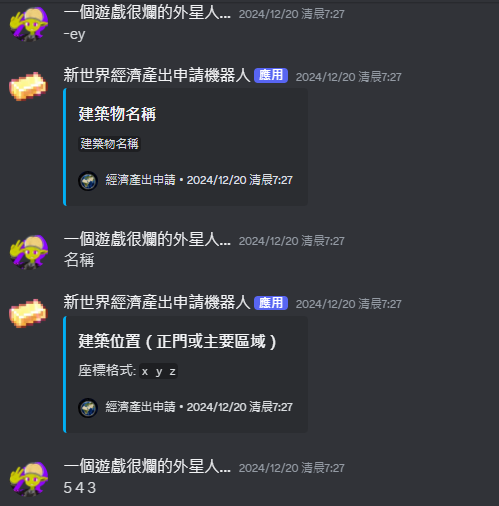 一個遊戲很爛的外星人... 2024/12/20 清晨7:27
-ey
新世界經濟產出申請機器人 應用 2024/12/20 清晨7:27
建築物名稱
建築物名稱
經濟產出申請 • 2024/12/20 清晨7:27
一個遊戲很爛的外星人... 2024/12/20 清晨7:27
名稱
新世界經濟產出申請機器人 應用 2024/12/20 清晨7:27
建築位置 ( 正門或主要區域 )
座標格式: x y z
經濟產出申請 • 2024/12/20 清晨7:27
一個遊戲很爛的外星人... 2024/12/20 清晨7:27
5 4 3